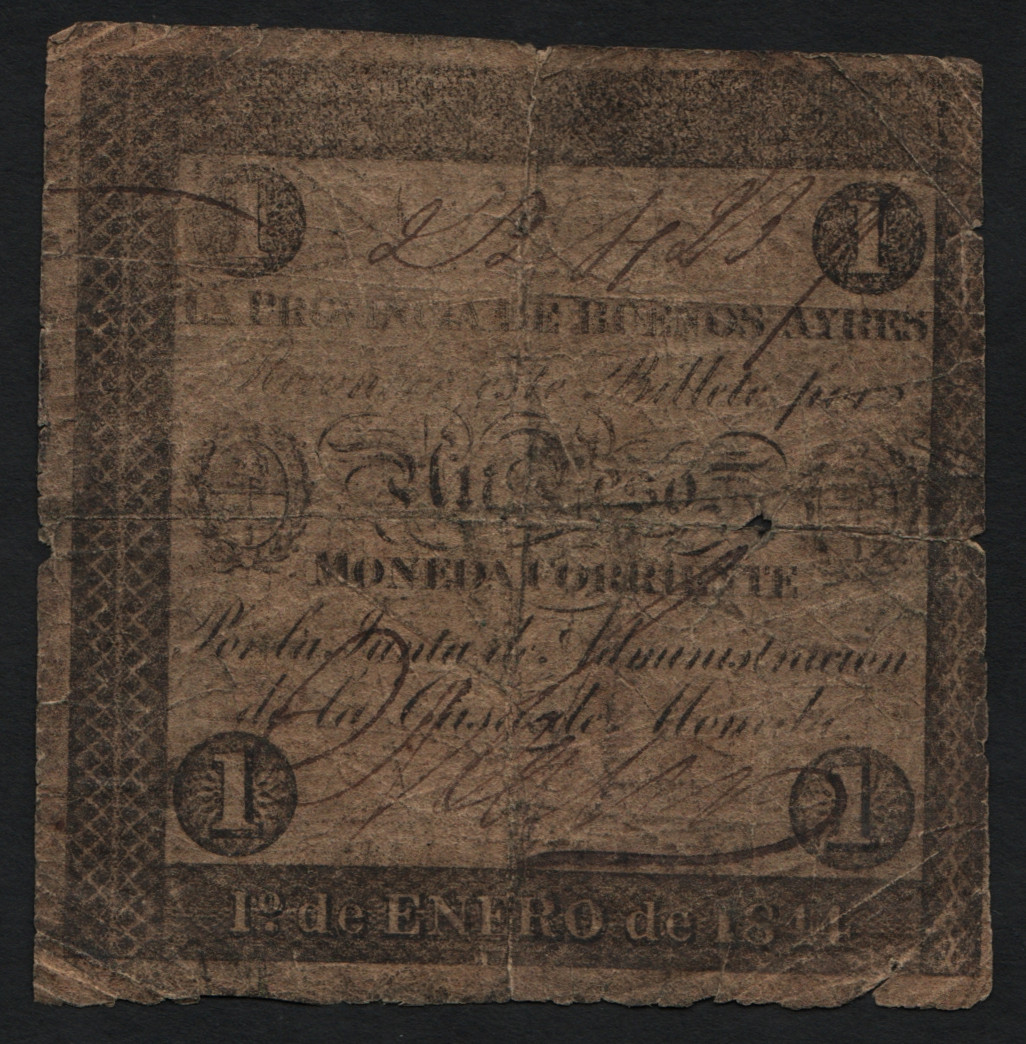 1 1
LA PROVINCIA DE BUENOS AYRES
Reconoce este Billete por
Un Peso
MONEDA CORRIENTE
Por la Junta de Administracion
de la Casa de Moneda.
1 1
1º. de ENERO de 1844